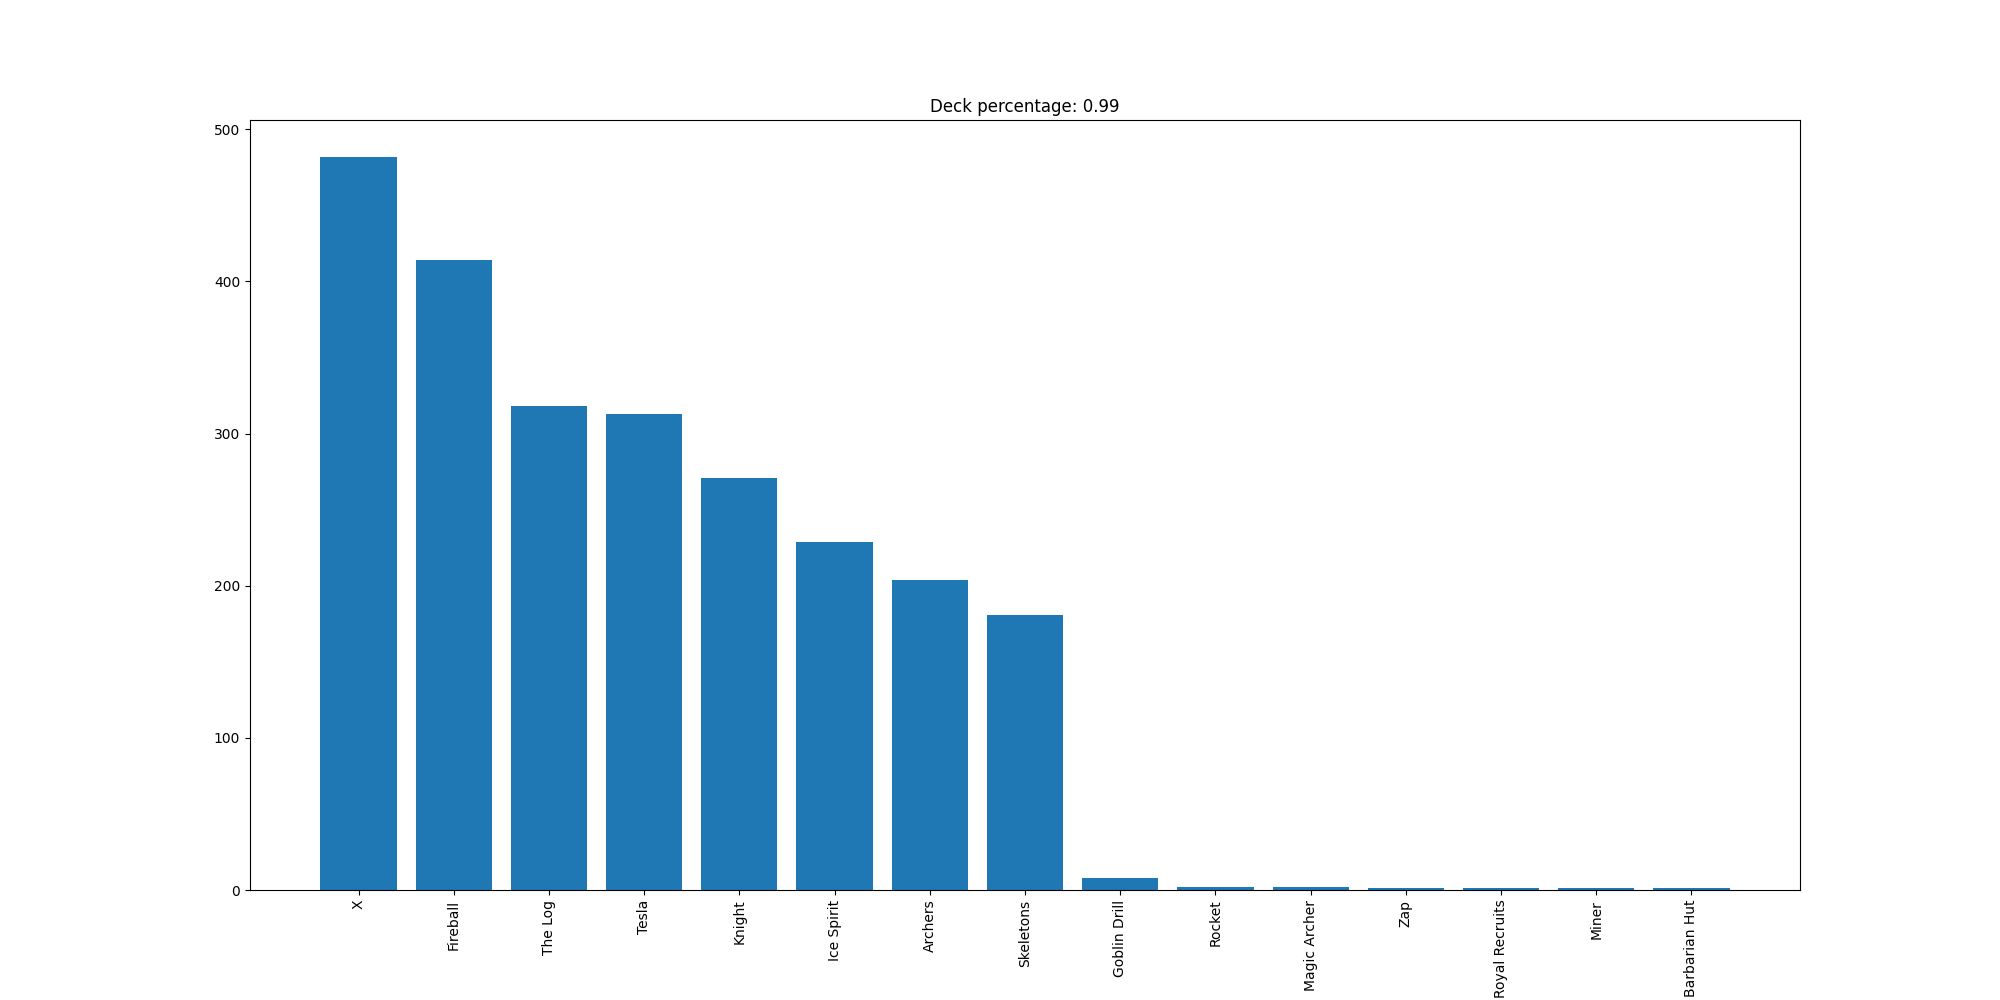 Deck percentage: 0.99
500
400
300
200
100
0
X
Fireball
The Log
Tesla
Knight
Ice Spirit
Archers
Skeletons
Goblin Drill
Rocket
Magic Archer
Zap
Royal Recruits
Miner
Barbarian Hut